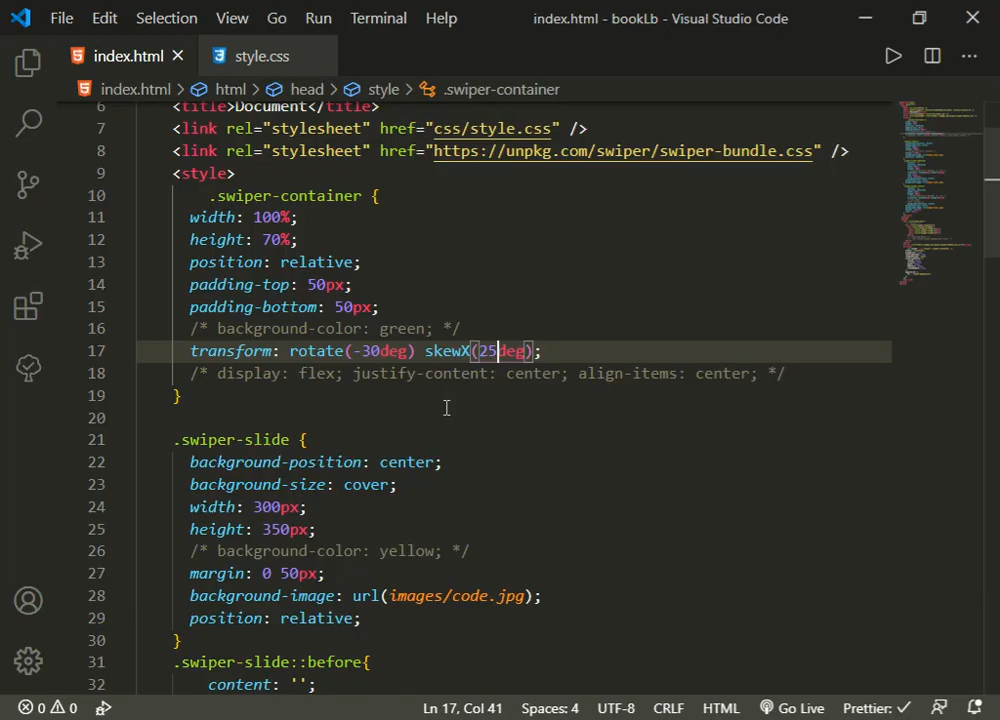 File Edit Selection View Go Run Terminal Help index.html - bookLb - Visual Studio Code
index.html style.css
index.html > html > head > style > .swiper-container
6 <title>Document</title>
7 <link rel="stylesheet" href="css/style.css" />
8 <link rel="stylesheet" href="https://unpkg.com/swiper/swiper-bundle.css" />
9 <style>
10 .swiper-container {
11 width: 100%;
12 height: 70%;
13 position: relative;
14 padding-top: 50px;
15 padding-bottom: 50px;
16 /* background-color: green; */
17 transform: rotate(-30deg) skewX(25deg);
18 /* display: flex; justify-content: center; align-items: center; */
19 }
20
21 .swiper-slide {
22 background-position: center;
23 background-size: cover;
24 width: 300px;
25 height: 350px;
26 /* background-color: yellow; */
27 margin: 0 50px;
28 background-image: url(images/code.jpg);
29 position: relative;
30 }
31 .swiper-slide::before{
32 content: '';
0 0 Ln 17, Col 41 Spaces: 4 UTF-8 CRLF HTML Go Live Prettier: ✓